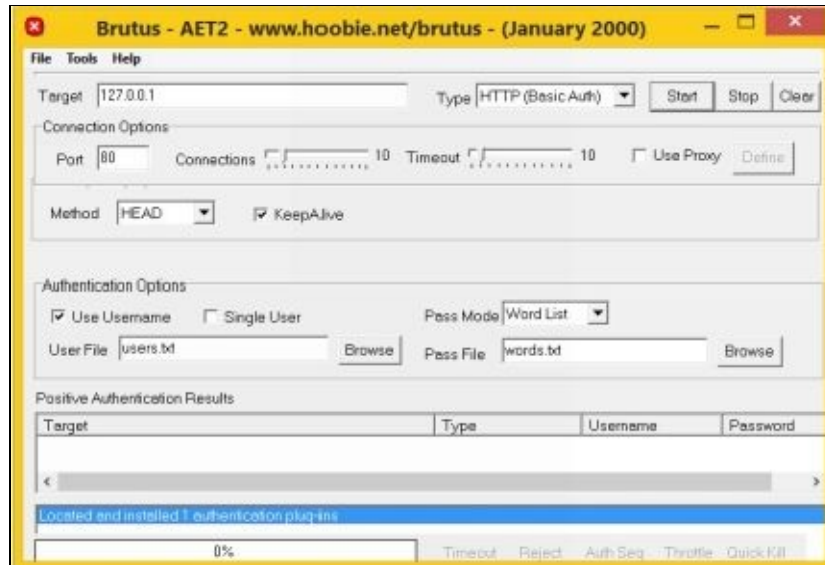 Brutus - AET2 - www.hoobie.net/brutus - (January 2000)
File Tools Help
Target 127.0.0.1 Type HTTP (Basic Auth) Start Stop Clear
Connection Options
Port 80 Connections 10 Timeout 10 Use Proxy Define
Method HEAD KeepAlive
Authentication Options
Use Username Single User Pass Mode Word List
User File users.txt Browse Pass File words.txt Browse
Positive Authentication Results
Target Type Username Password
Located and installed 1 authentication plug-ins
0% Timeout Reject Auth Seq Throttle Quick Kill